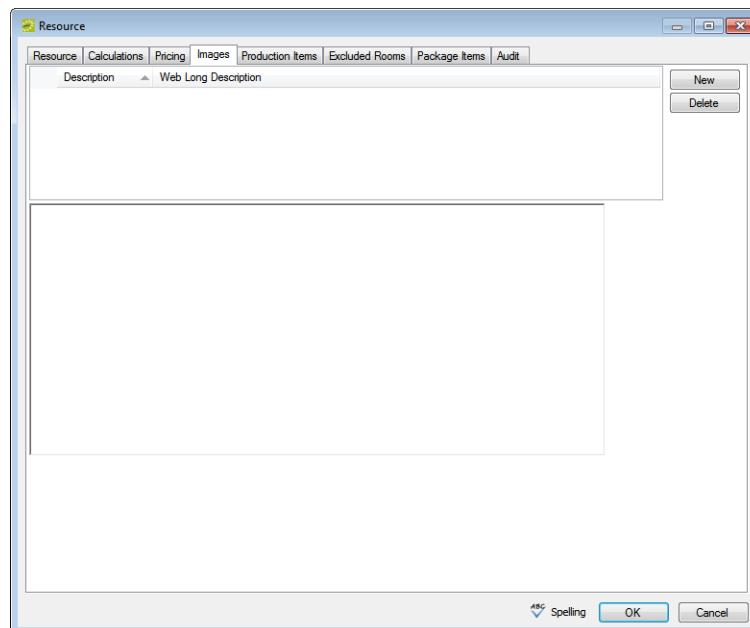 Resource
Resource Calculations Pricing Images Production Items Excluded Rooms Package Items Audit
Description Web Long Description
New
Delete
ABC Spelling OK Cancel